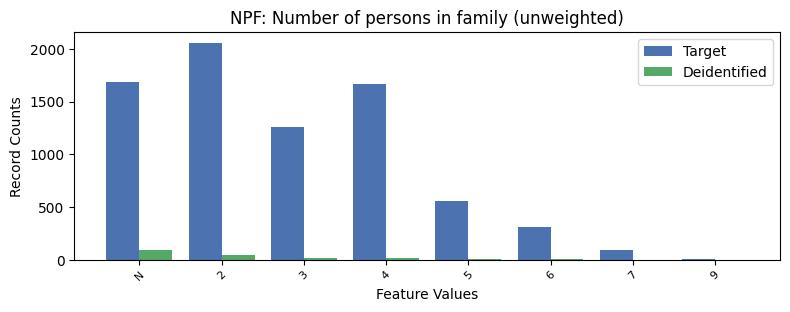 NPF: Number of persons in family (unweighted)
Target
Deidentified
Record Counts
2000
1500
1000
500
0
N 2 3 4 5 6 7 9
Feature Values